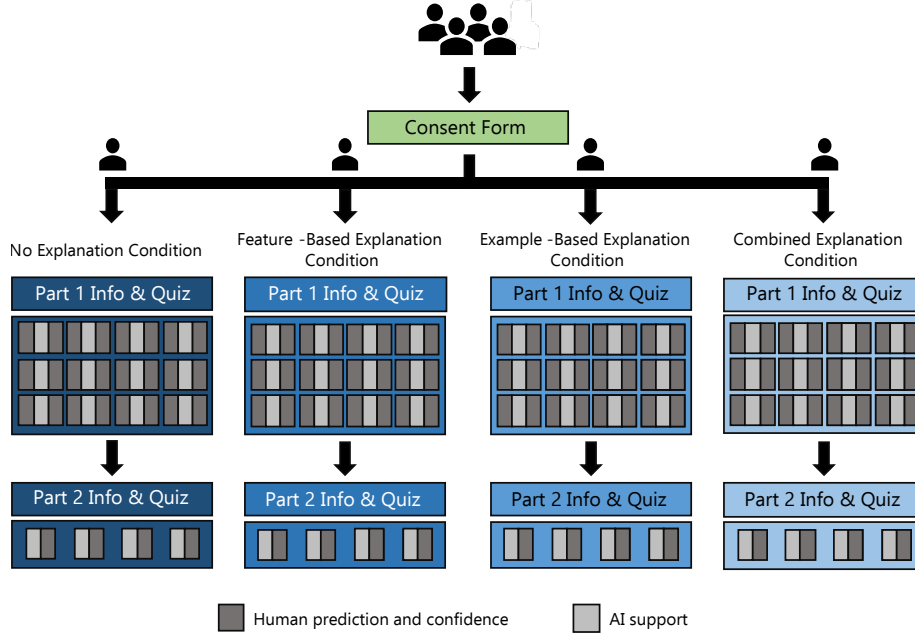 Consent Form
No Explanation Condition
Feature -Based Explanation
Condition
Example -Based Explanation
Condition
Combined Explanation
Condition
Part 1 Info & Quiz
Part 1 Info & Quiz
Part 1 Info & Quiz
Part 1 Info & Quiz
Part 2 Info & Quiz
Part 2 Info & Quiz
Part 2 Info & Quiz
Part 2 Info & Quiz
Human prediction and confidence
AI support